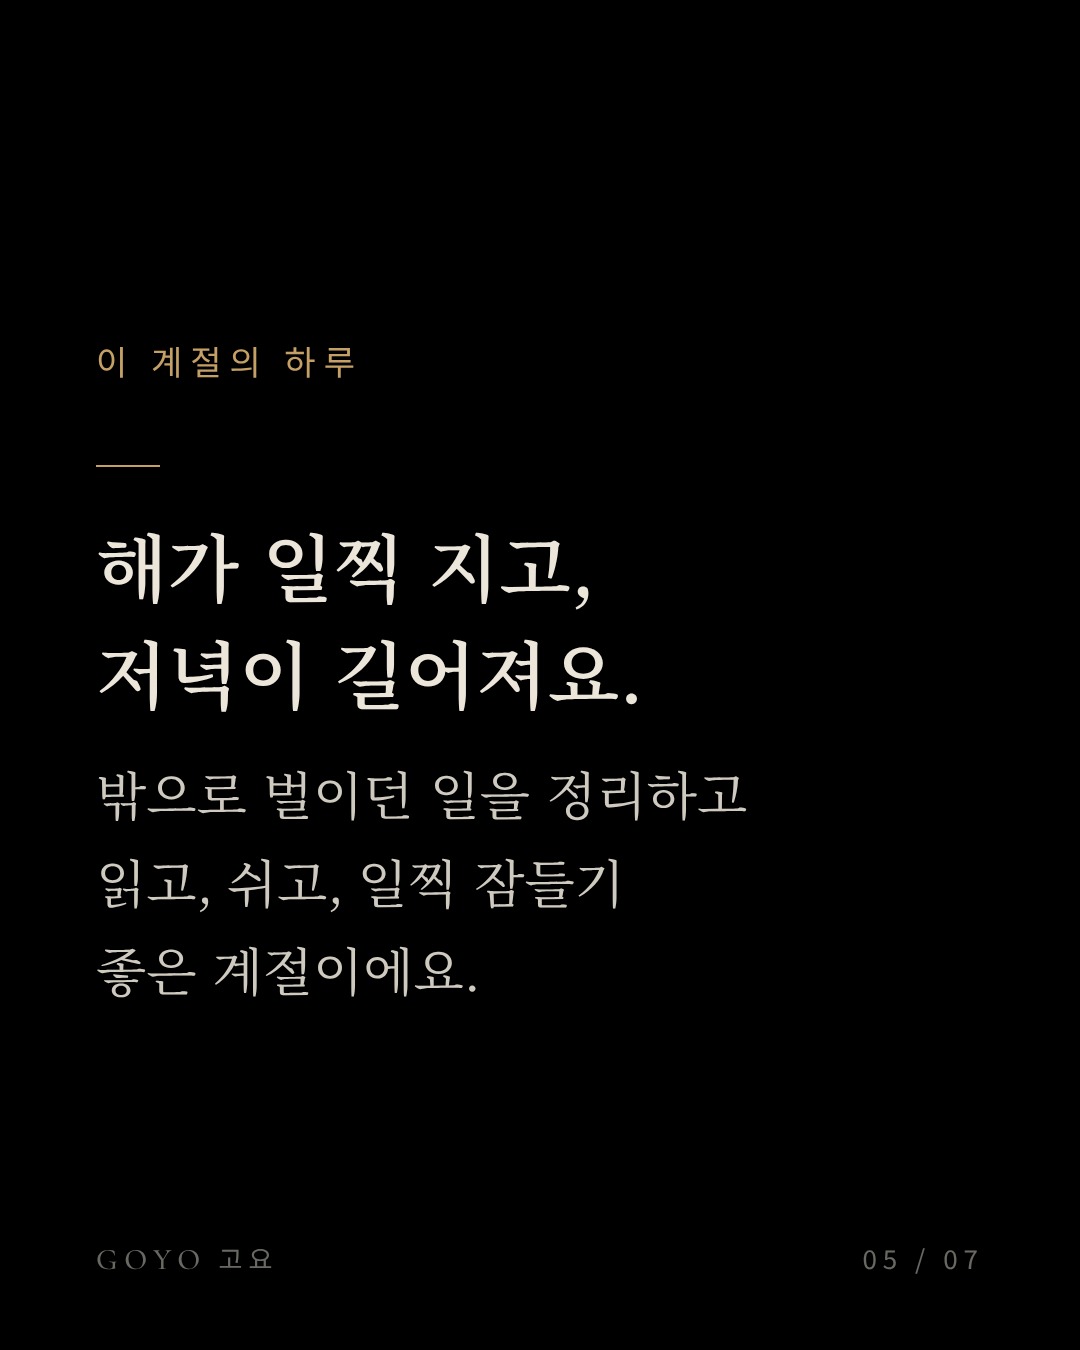 이 계절의 하루
해가 일찍 지고,
저녁이 길어져요.
밖으로 벌이던 일을 정리하고
읽고, 쉬고, 일찍 잠들기
좋은 계절이에요.
GOYO 고요
05 / 07